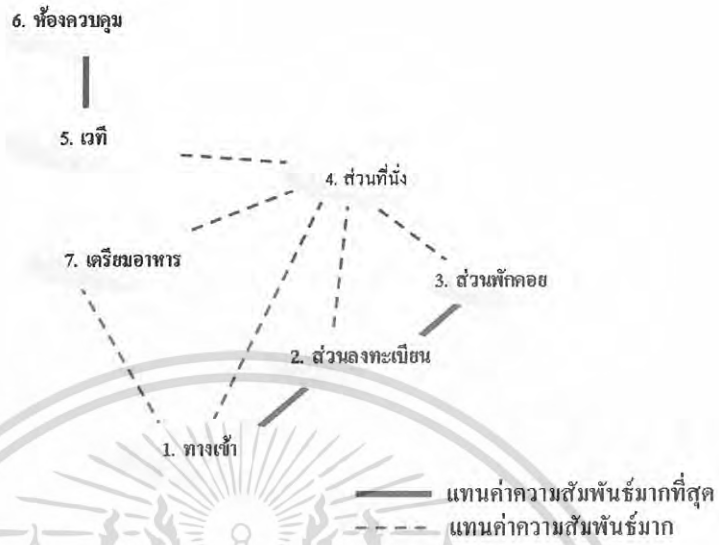 6. ห้องควบคุม
5. เวที
4. ส่วนที่นั่ง
7. เตรียมอาหาร
3. ส่วนพักคอย
2. ส่วนลงทะเบียน
1. ทางเข้า
แทนค่าความสัมพันธ์มากที่สุด
แทนค่าความสัมพันธ์มาก